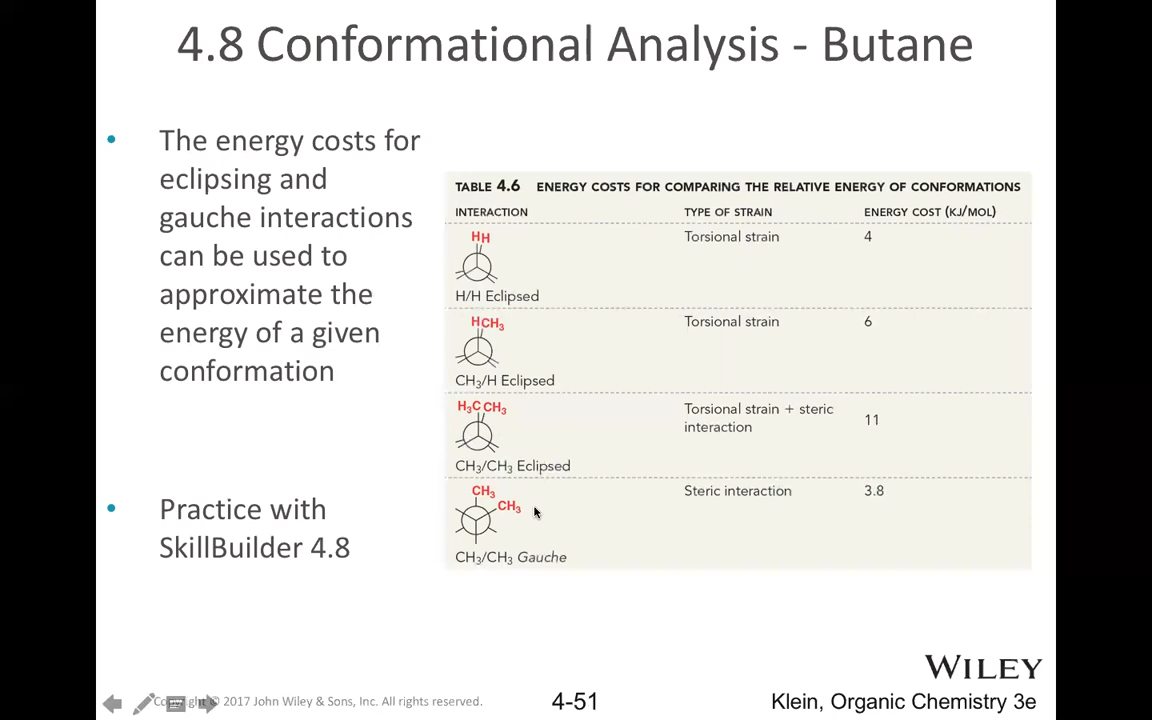 4.8 Conformational Analysis - Butane
• The energy costs for
eclipsing and
gauche interactions
can be used to
approximate the
energy of a given
conformation
• Practice with
SkillBuilder 4.8
TABLE 4.6 ENERGY COSTS FOR COMPARING THE RELATIVE ENERGY OF CONFORMATIONS
INTERACTION TYPE OF STRAIN ENERGY COST (KJ/MOL)
HH
Torsional strain 4
H/H Eclipsed
HCH₃
Torsional strain 6
CH₃/H Eclipsed
H₃C CH₃
Torsional strain + steric
interaction
11
CH₃/CH₃ Eclipsed
CH₃
CH₃
Steric interaction 3.8
CH₃/CH₃ Gauche
WILEY
Copyright © 2017 John Wiley & Sons, Inc. All rights reserved.
4-51
Klein, Organic Chemistry 3e